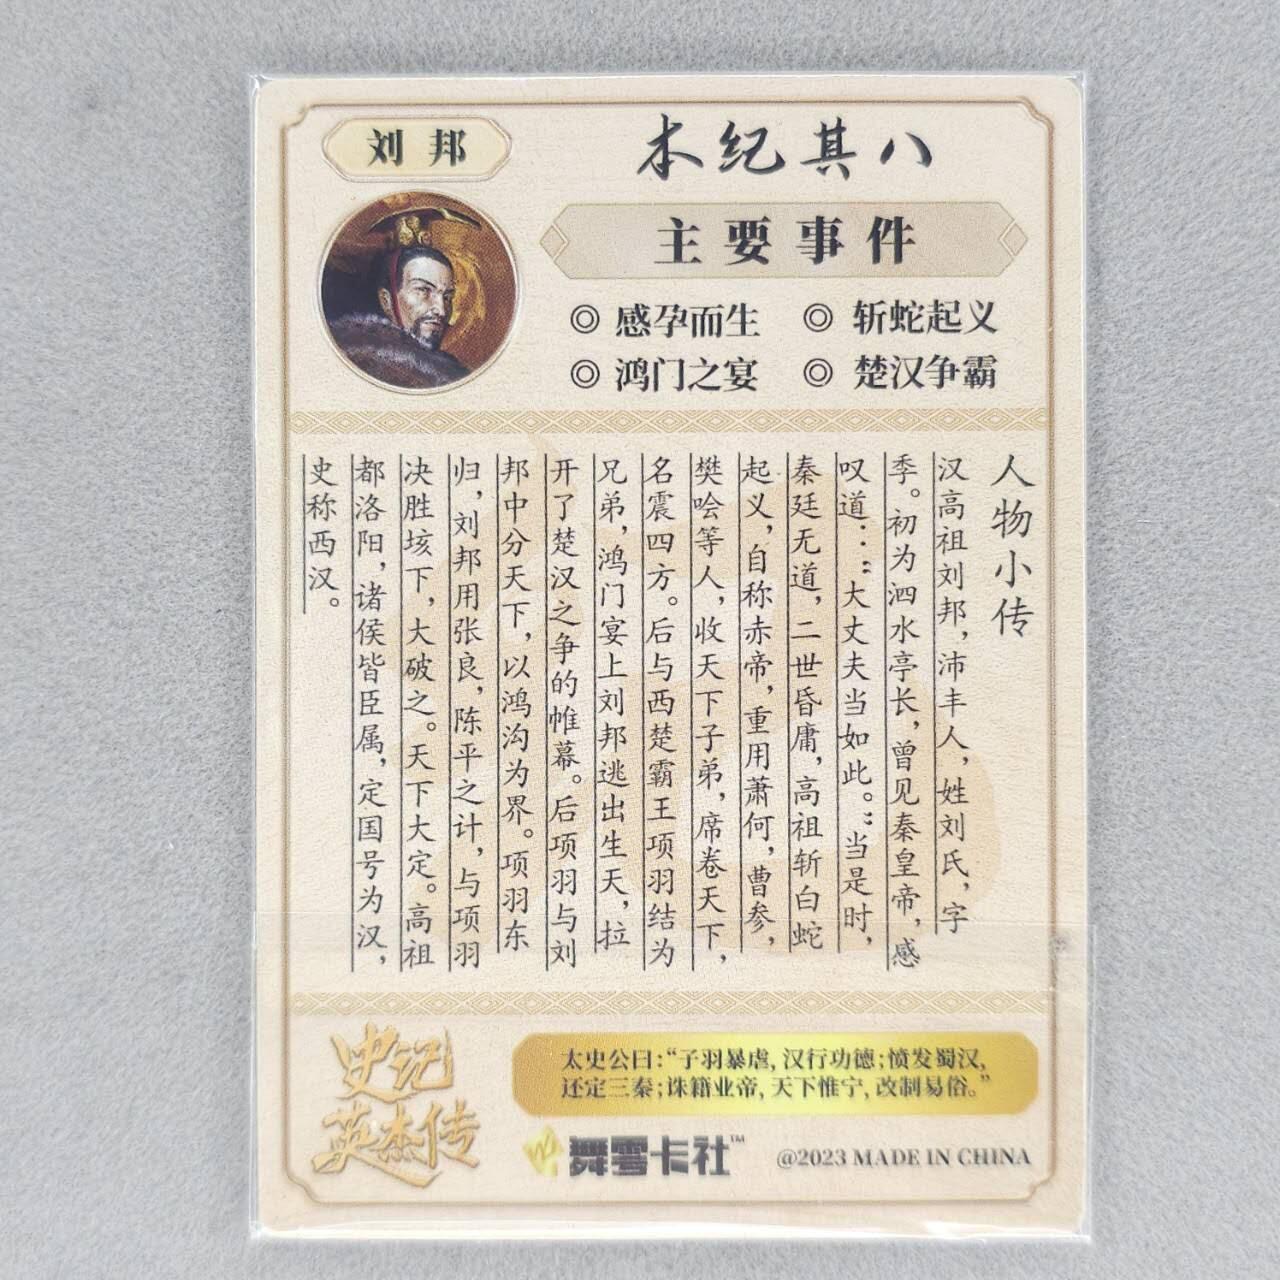 刘邦
本纪其八
主要事件
◎ 感孕而生
◎ 斩蛇起义
◎ 鸿门之宴
◎ 楚汉争霸
人物小传
汉高祖刘邦，沛丰人，姓刘氏，字
季。初为泗水亭长，曾见秦皇帝，感
叹道：“大丈夫当如此。”当是时，
秦廷无道，二世昏庸，高祖斩白蛇
起义，自称赤帝，重用萧何，曹参，
樊哙等人，收天下子弟，席卷天下，
名震四方。后与西楚霸王项羽结为
兄弟，鸿门宴上刘邦逃出生天，拉
开了楚汉之争的帷幕。后项羽与刘
邦中分天下，以鸿沟为界。项羽东
归，刘邦用张良，陈平之计，与项羽
决胜垓下，大破之。天下大定。高祖
都洛阳，诸侯皆臣属，定国号为汉，
史称西汉。
史记
英杰传
太史公曰：“子羽暴虐，汉行功德；愤发蜀汉，
还定三秦；诛籍业帝，天下惟宁，改制易俗。”
舞雩卡社™
@2023 MADE IN CHINA